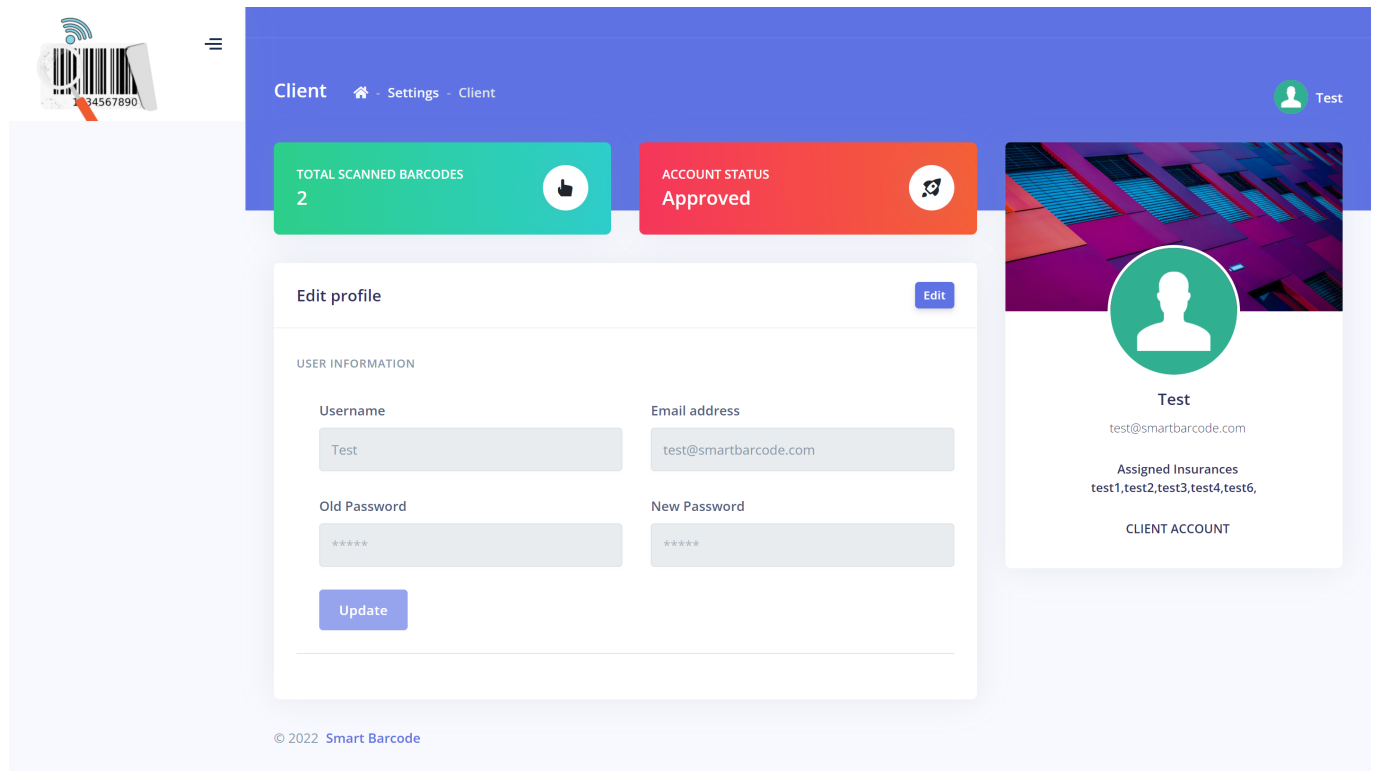 1234567890
Client - Settings - Client
Test
TOTAL SCANNED BARCODES
2
ACCOUNT STATUS
Approved
Edit profile
Edit
USER INFORMATION
Username
Email address
Test
test@smartbarcode.com
Old Password
New Password
*****
*****
Update
Test
test@smartbarcode.com
Assigned Insurances
test1,test2,test3,test4,test6,
CLIENT ACCOUNT
© 2022 Smart Barcode